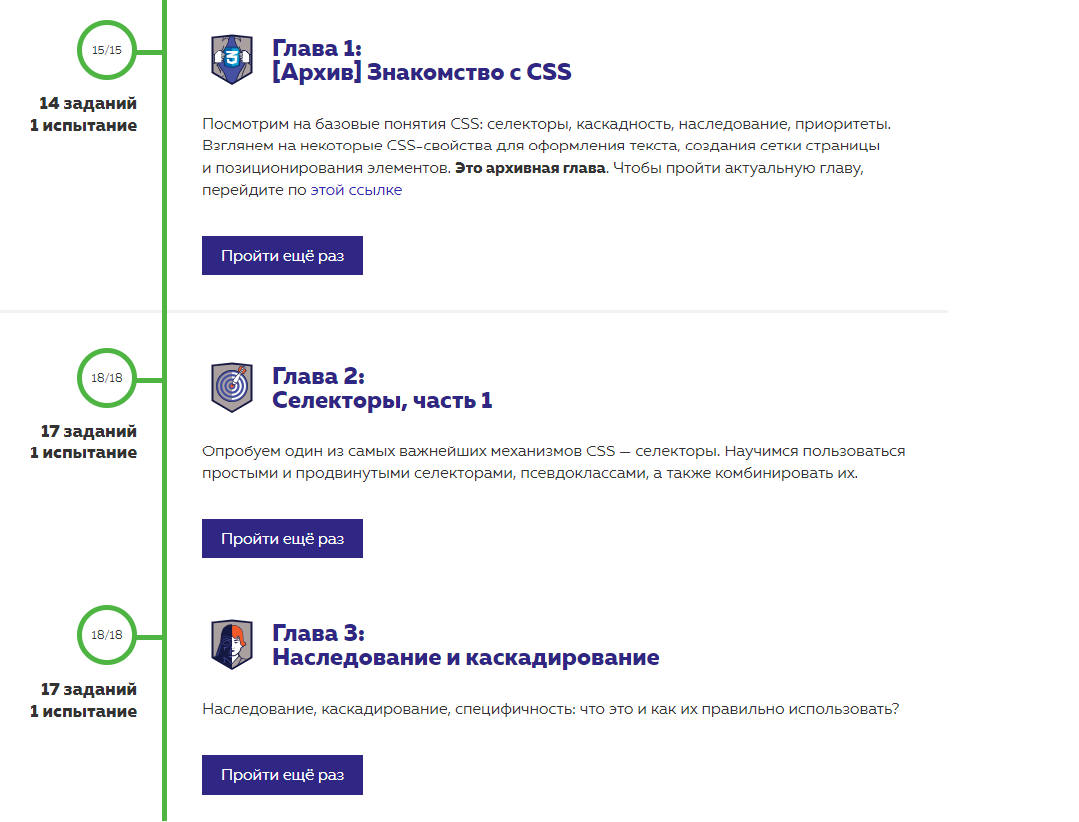 15/15
14 заданий
1 испытание
Глава 1:
[Архив] Знакомство с CSS
Посмотрим на базовые понятия CSS: селекторы, каскадность, наследование, приоритеты.
Взглянем на некоторые CSS-свойства для оформления текста, создания сетки страницы
и позиционирования элементов. Это архивная глава. Чтобы пройти актуальную главу,
перейдите по этой ссылке
Пройти ещё раз
18/18
17 заданий
1 испытание
Глава 2:
Селекторы, часть 1
Опробуем один из самых важнейших механизмов CSS — селекторы. Научимся пользоваться
простыми и продвинутыми селекторами, псевдоклассами, а также комбинировать их.
Пройти ещё раз
18/18
17 заданий
1 испытание
Глава 3:
Наследование и каскадирование
Наследование, каскадирование, специфичность: что это и как их правильно использовать?
Пройти ещё раз